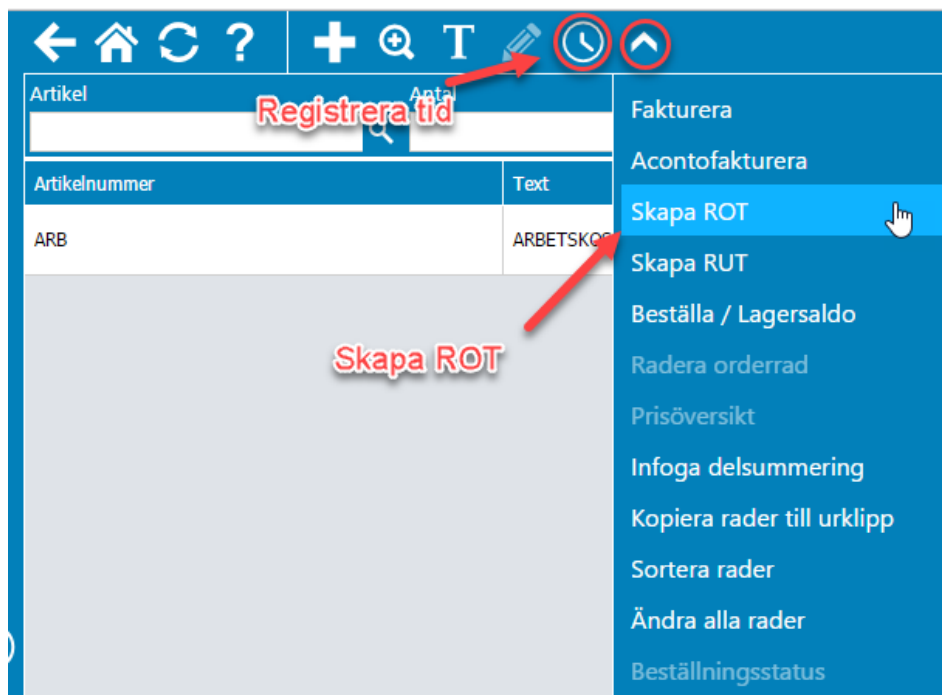 ?
T
Artikel
Antal
Registrera tid
Artikelnummer
Text
ARB
ARBETSKOS
Skapa ROT
Fakturera
Acontofakturera
Skapa ROT
Skapa RUT
Beställa / Lagersaldo
Radera orderrad
Prisöversikt
Infoga delsummering
Kopiera rader till urklipp
Sortera rader
Ändra alla rader
Beställningsstatus